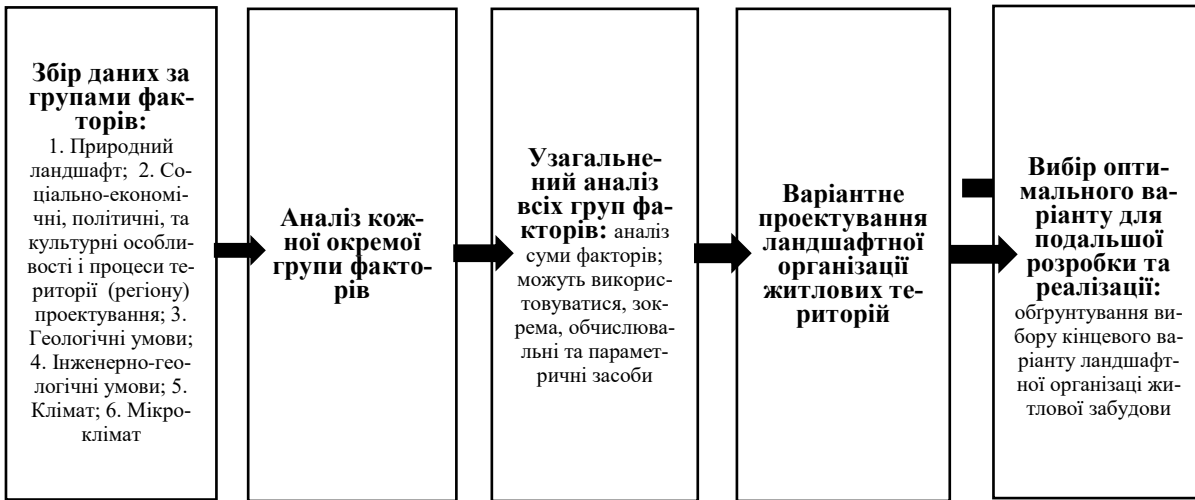 Збір даних за
групами фак-
торів:
1. Природний
ландшафт; 2. Со-
ціально-економі-
чні, політичні, та
культурні особли-
вості і процеси те-
риторії (регіону)
проектування; 3.
Геологічні умови;
4. Інженерно-гео-
логічні умови; 5.
Клімат; 6. Мікро-
клімат
Аналіз кож-
ної окремої
групи факто-
рів
Узагальне-
ний аналіз
всіх груп фа-
кторів: аналіз
суми факторів;
можуть викорис-
товуватися, зок-
рема, обчислюва-
льні та парамет-
ричні засоби
Варіантне
проектування
ландшафтної
організації
житлових те-
риторій
Вибір опти-
мального ва-
ріанту для
подальшої
розробки та
реалізації:
обґрунтування ви-
бору кінцевого ва-
ріанту ландшафт-
ної організаці жи-
тлової забудови